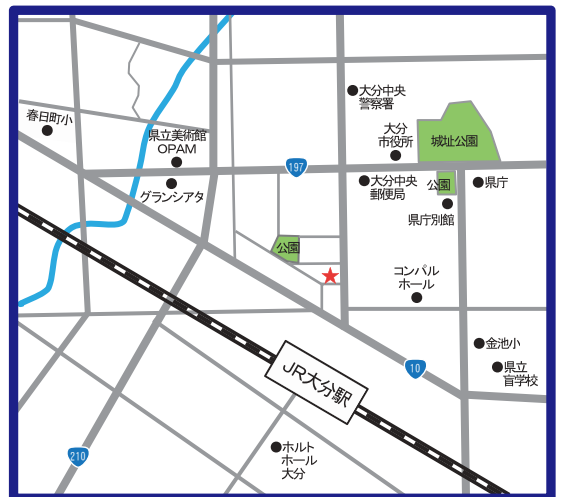 大分中央
警察署
春日町小
大分
市役所
城址公園
県立美術館
OPAM
197
グランシアタ
大分中央
郵便局
公園
県庁
県庁別館
公園
コンパル
ホール
金池小
10
県立
盲学校
JR大分駅
210
ホルト
ホール
大分